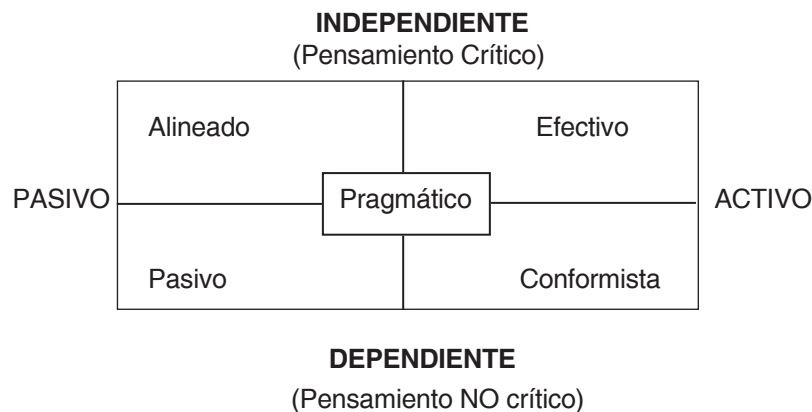 INDEPENDIENTE
(Pensamiento Crítico)
Alineado
Efectivo
PASIVO
Pragmático
ACTIVO
Pasivo
Conformista
DEPENDIENTE
(Pensamiento NO crítico)